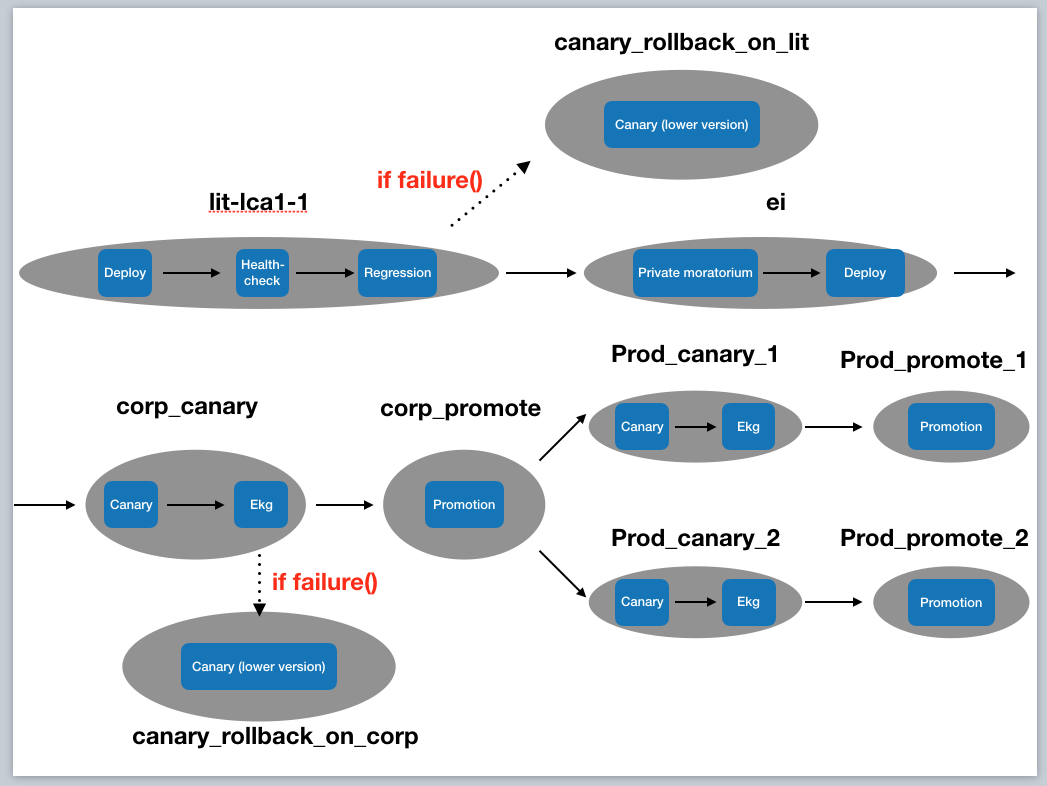 canary_rollback_on_lit
Canary (lower version)
if failure()
lit-lca1-1
ei
Deploy
Health-
check
Regression
Private moratorium
Deploy
Prod_canary_1
Prod_promote_1
corp_canary
corp_promote
Canary
Ekg
Promotion
Canary
Ekg
Promotion
Prod_canary_2
Prod_promote_2
if failure()
Canary
Ekg
Promotion
Canary (lower version)
canary_rollback_on_corp